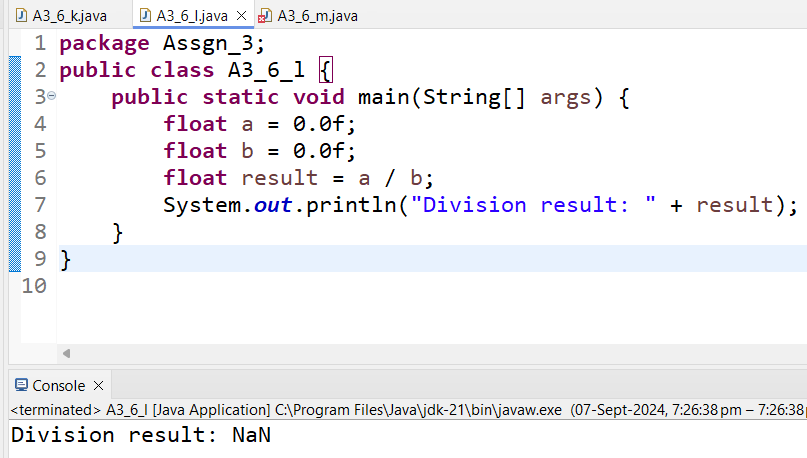 A3_6_k.java A3_6_l.java A3_6_m.java
1 package Assgn_3;
2 public class A3_6_l {
3 public static void main(String[] args) {
4 float a = 0.0f;
5 float b = 0.0f;
6 float result = a / b;
7 System.out.println("Division result: " + result);
8 }
9 }
10
Console
<terminated> A3_6_l [Java Application] C:\Program Files\Java\jdk-21\bin\javaw.exe (07-Sept-2024, 7:26:38 pm – 7:26:38
Division result: NaN